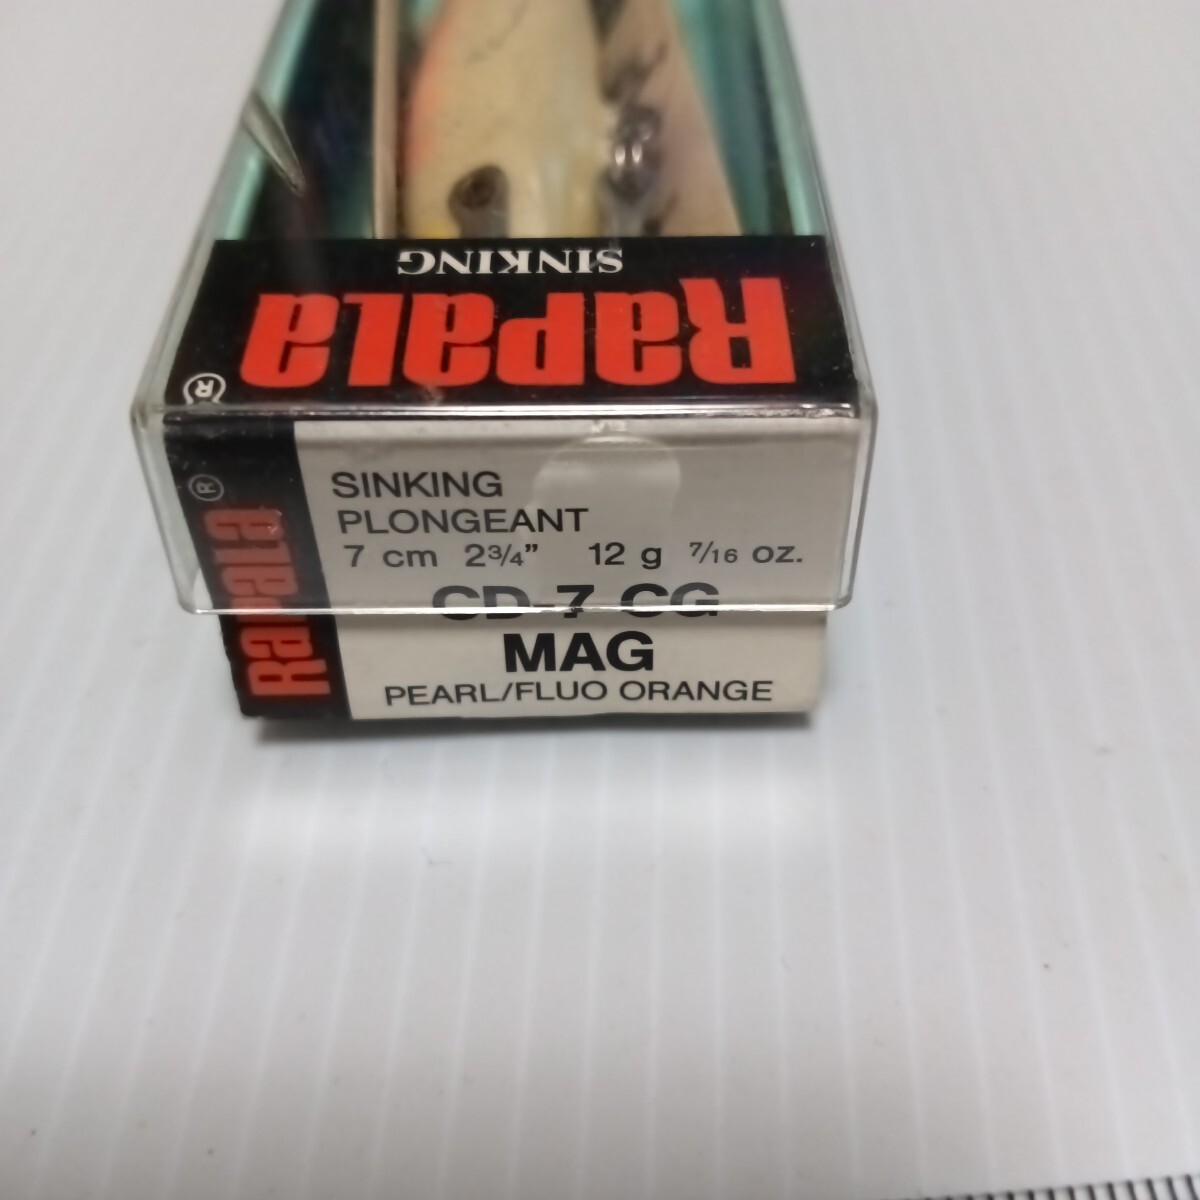 SINKING
RAPALA
®
RAPALA®
SINKING
PLONGEANT
7 cm 2¾” 12 g 7/16 oz.
CD-7 CG
MAG
PEARL/FLUO ORANGE